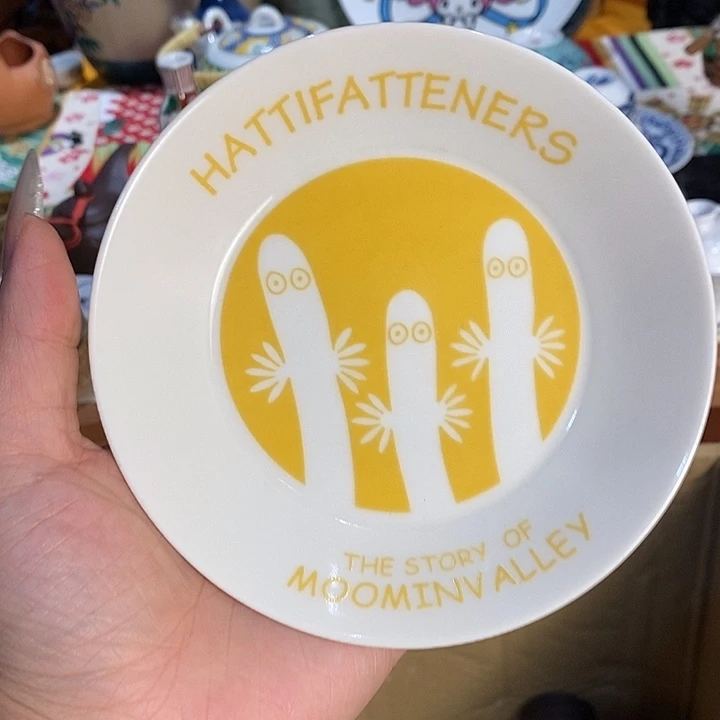 HATTIFATTENERS
THE STORY OF
MOOMINVALLEY